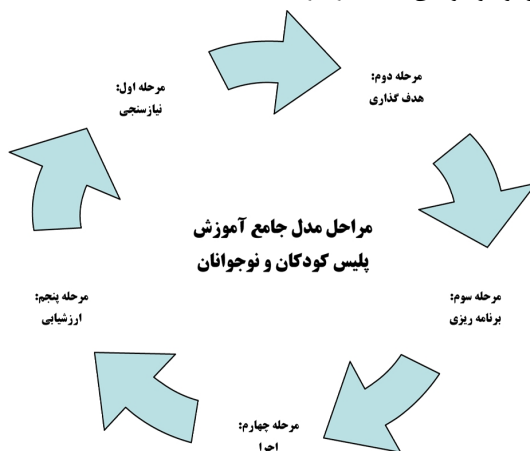 مرحله اول:
نیازسنجی
مرحله دوم:
هدف گذاری
مراحل مدل جامع آموزش
پلیس کودکان و نوجوانان
مرحله سوم:
برنامه ریزی
مرحله چهارم:
اجرا
مرحله پنجم:
ارزشیابی